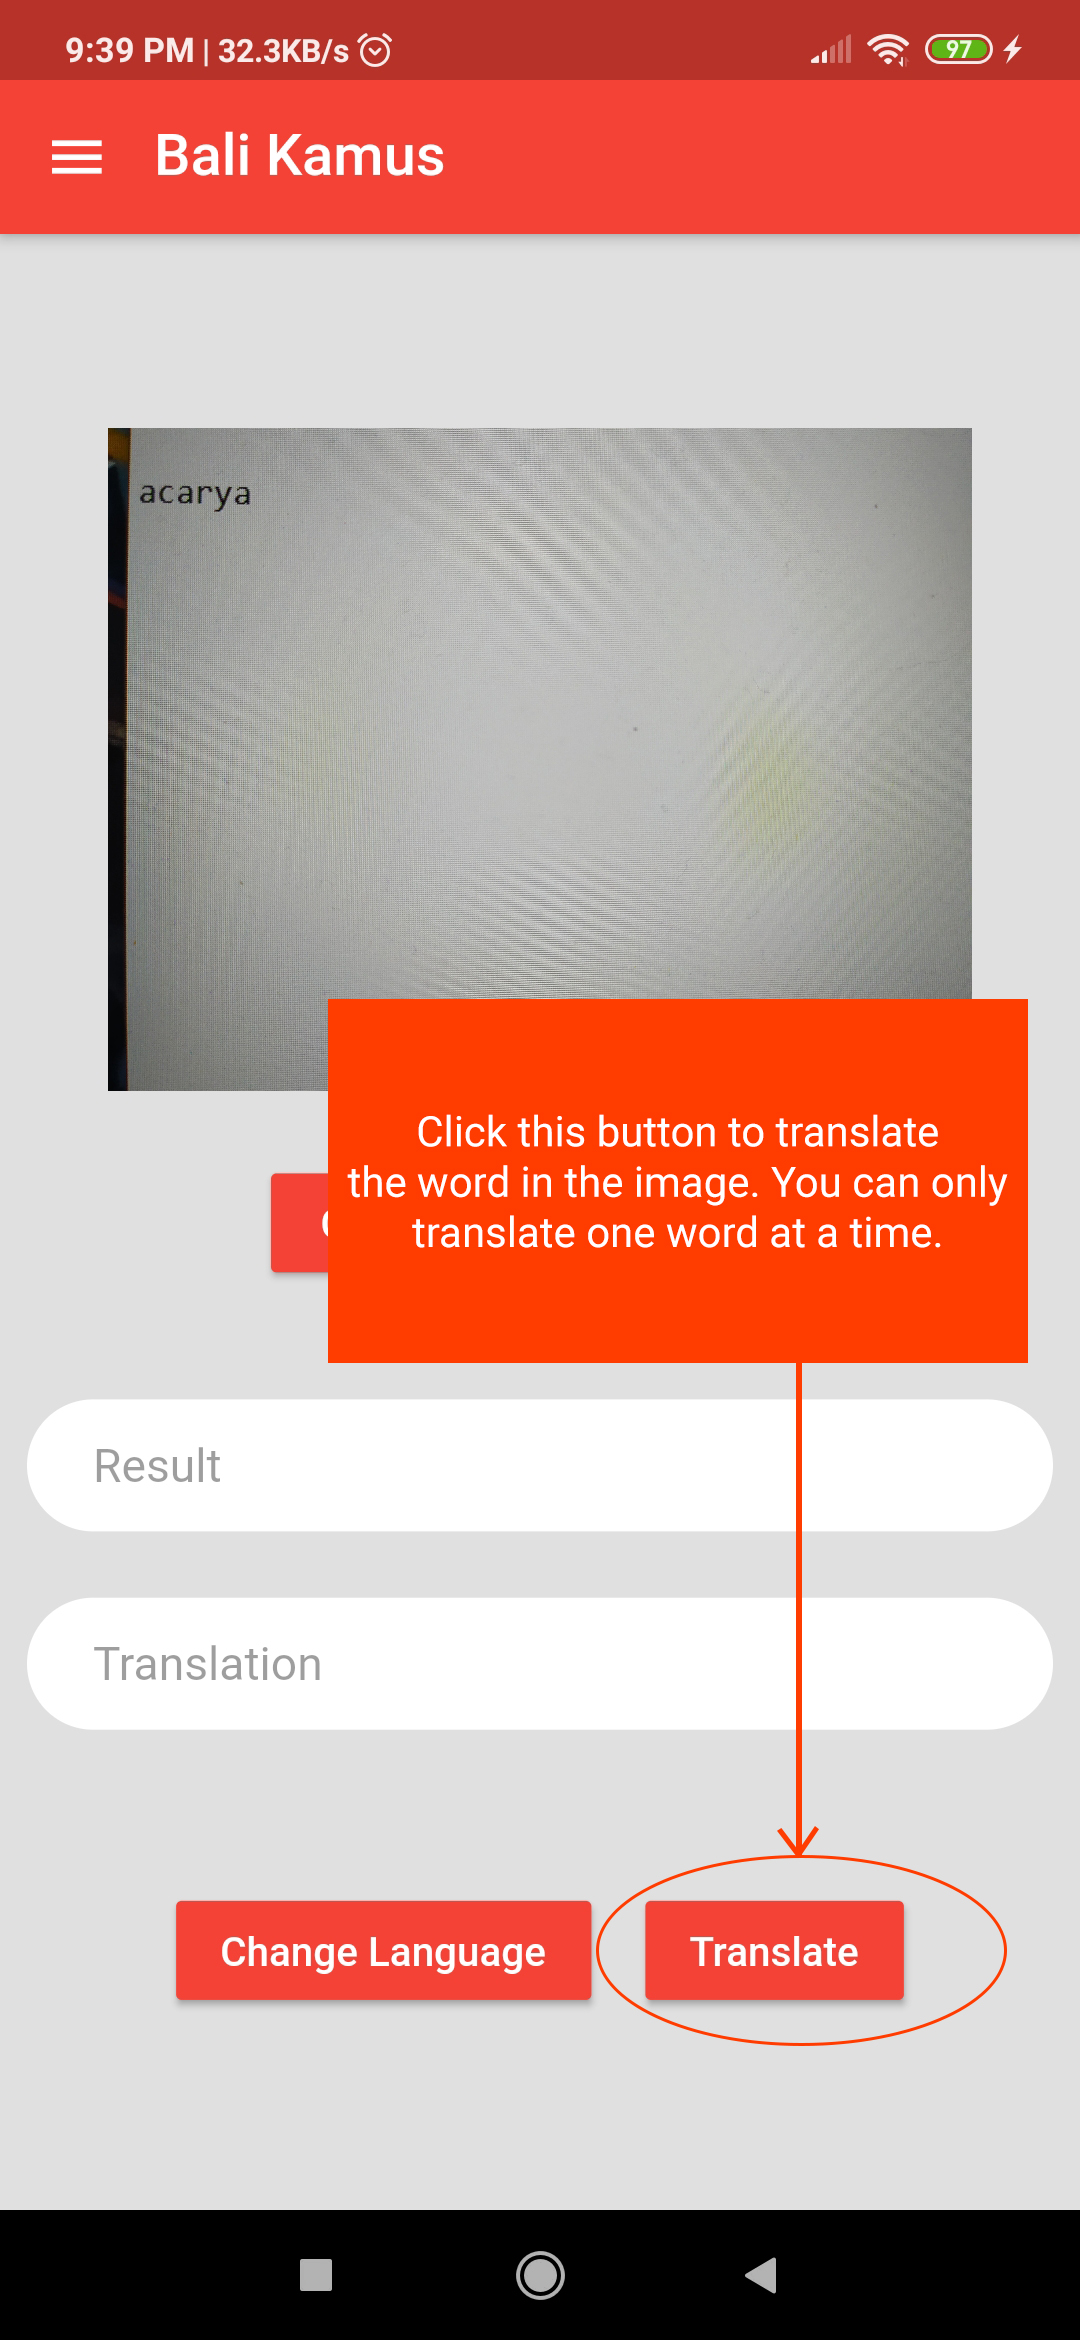 9:39 PM | 32.3KB/s
97
Bali Kamus
acarya
Click this button to translate
the word in the image. You can only
translate one word at a time.
Result
Translation
Change Language
Translate